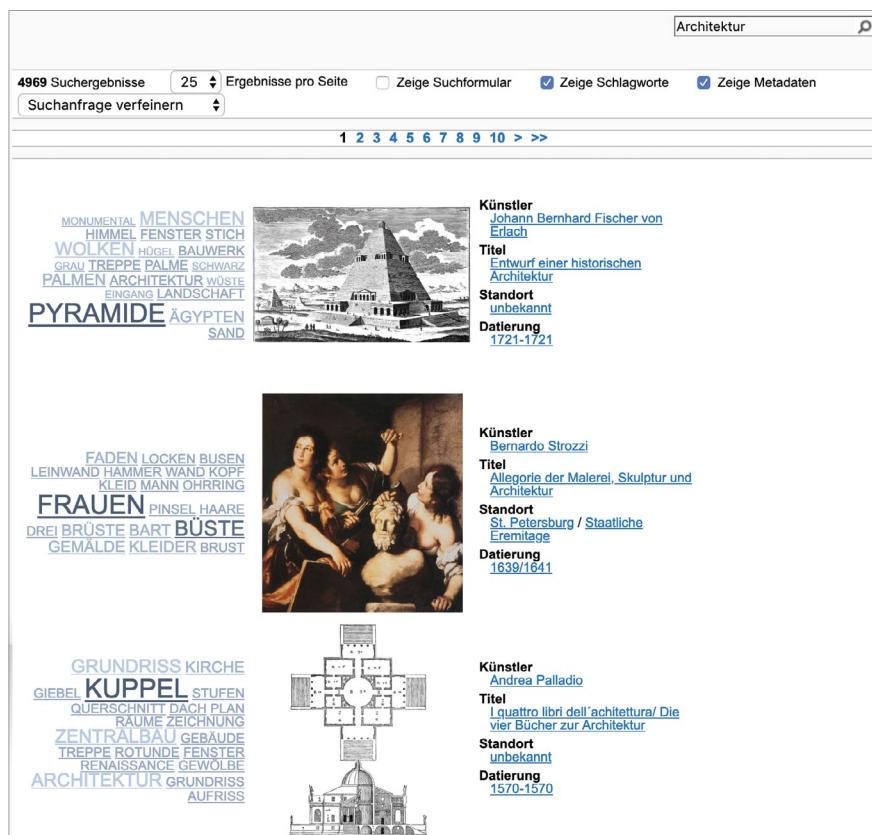 Architektur
4969 Suchergebnisse 25 Ergebnisse pro Seite Zeige Suchformular Zeige Schlagworte Zeige Metadaten
Suchanfrage verfeinern
1 2 3 4 5 6 7 8 9 10 > >>
MONUMENTAL MENSCHEN
HIMMEL FENSTER STICH
WOLKEN HÜGEL BAUWERK
GRAU TREPPE PALME SCHWARZ
PALMEN ARCHITEKTUR WÜSTE
EINGANG LANDSCHAFT
PYRAMIDE ÄGYPTEN
SAND
Künstler
Johann Bernhard Fischer von
Erlach
Titel
Entwurf einer historischen
Architektur
Standort
unbekannt
Datierung
1721-1721
FADEN LOCKEN BUSEN
LEINWAND HAMMER WAND KOPF
KLEID MANN OHRRING
FRAUEN PINSEL HAARE
DREI BRÜSTE BART BÜSTE
GEMÄLDE KLEIDER BRUST
Künstler
Bernardo Strozzi
Titel
Allegorie der Malerei, Skulptur und
Architektur
Standort
St. Petersburg / Staatliche
Eremitage
Datierung
1639/1641
GRUNDRISS KIRCHE
GIEBEL KUPPEL STUFEN
QUERSCHNITT DACH PLAN
RÄUME ZEICHNUNG
ZENTRALBAU GEBÄUDE
TREPPE ROTUNDE FENSTER
RENAISSANCE GEWÖLBE
ARCHITEKTUR GRUNDRISS
AUFRISS
Künstler
Andrea Palladio
Titel
I quattro libri dell´achitettura/ Die
vier Bücher zur Architektur
Standort
unbekannt
Datierung
1570-1570